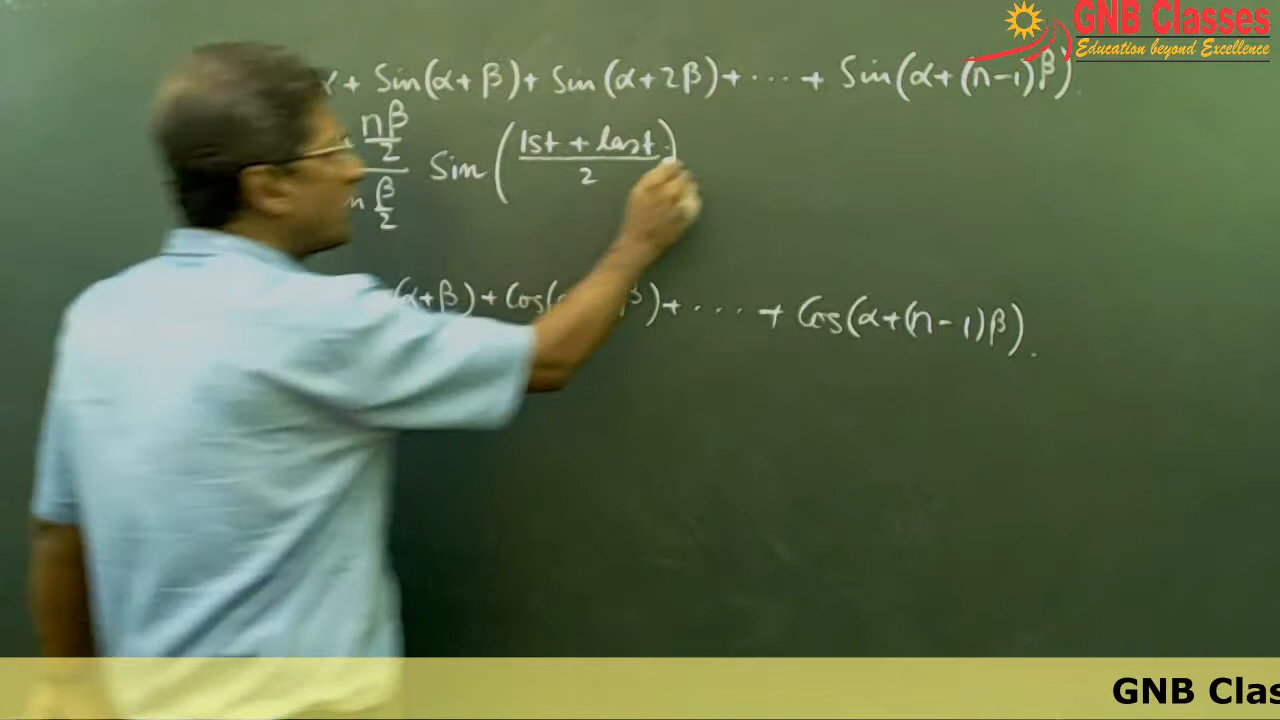 GNB Classes
Education beyond Excellence
α + Sin(α + β) + Sin (α + 2β) + ... + Sin(α + (n-1)β)
nβ/2 / n β/2 Sin (1st + last / 2)
(α+β) + Cos( β) + ... + Cos(α+(n-1)β).
GNB Clas